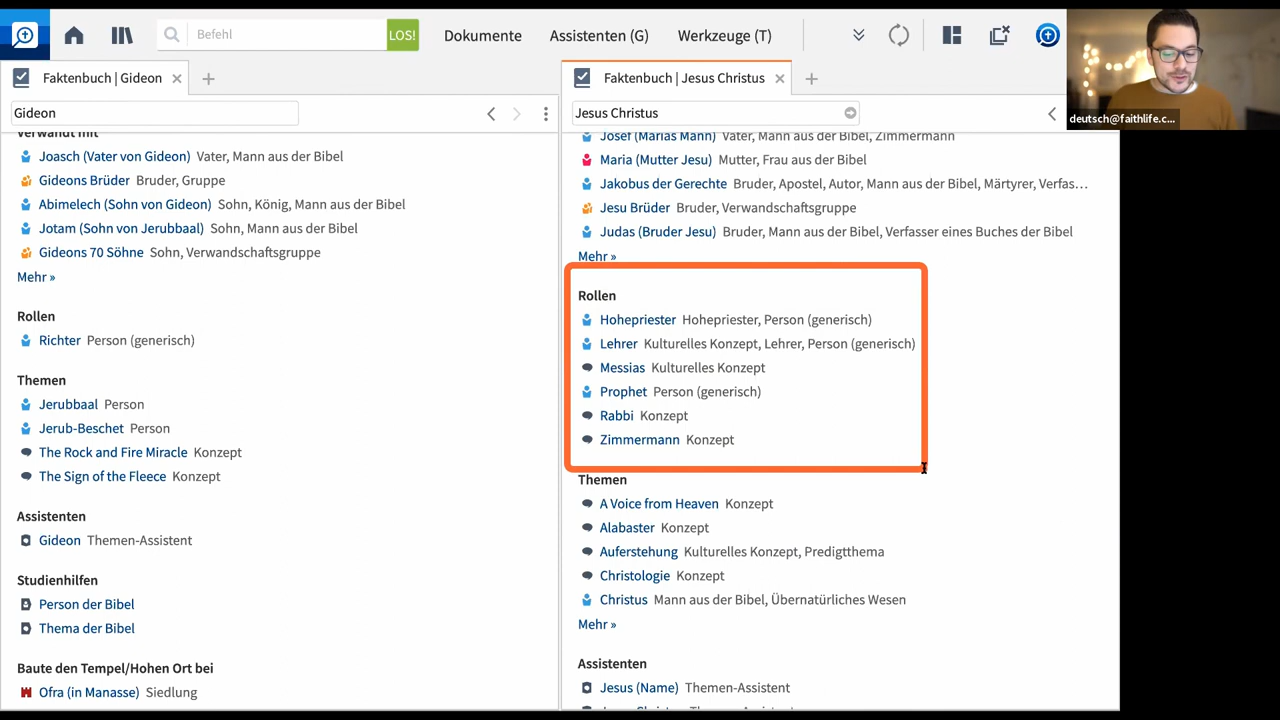 Befehl
LOS!
Dokumente
Assistenten (G)
Werkzeuge (T)
deutsch@faithlife.c...
Faktenbuch | Gideon
Gideon
Verwandt mit
Joasch (Vater von Gideon) Vater, Mann aus der Bibel
Gideons Brüder Bruder, Gruppe
Abimelech (Sohn von Gideon) Sohn, König, Mann aus der Bibel
Jotam (Sohn von Jerubbaal) Sohn, Mann aus der Bibel
Gideons 70 Söhne Sohn, Verwandschaftsgruppe
Mehr »
Rollen
Richter Person (generisch)
Themen
Jerubbaal Person
Jerub-Beschet Person
The Rock and Fire Miracle Konzept
The Sign of the Fleece Konzept
Assistenten
Gideon Themen-Assistent
Studienhilfen
Person der Bibel
Thema der Bibel
Baute den Tempel/Hohen Ort bei
Ofra (in Manasse) Siedlung
Faktenbuch | Jesus Christus
Jesus Christus
Josef (Marias Mann) Vater, Mann aus der Bibel, Zimmermann
Maria (Mutter Jesu) Mutter, Frau aus der Bibel
Jakobus der Gerechte Bruder, Apostel, Autor, Mann aus der Bibel, Märtyrer, Verfas...
Jesu Brüder Bruder, Verwandschaftsgruppe
Judas (Bruder Jesu) Bruder, Mann aus der Bibel, Verfasser eines Buches der Bibel
Mehr »
Rollen
Hohepriester Hohepriester, Person (generisch)
Lehrer Kulturelles Konzept, Lehrer, Person (generisch)
Messias Kulturelles Konzept
Prophet Person (generisch)
Rabbi Konzept
Zimmermann Konzept
Themen
A Voice from Heaven Konzept
Alabaster Konzept
Auferstehung Kulturelles Konzept, Predigtthema
Christologie Konzept
Christus Mann aus der Bibel, Übernatürliches Wesen
Mehr »
Assistenten
Jesus (Name) Themen-Assistent